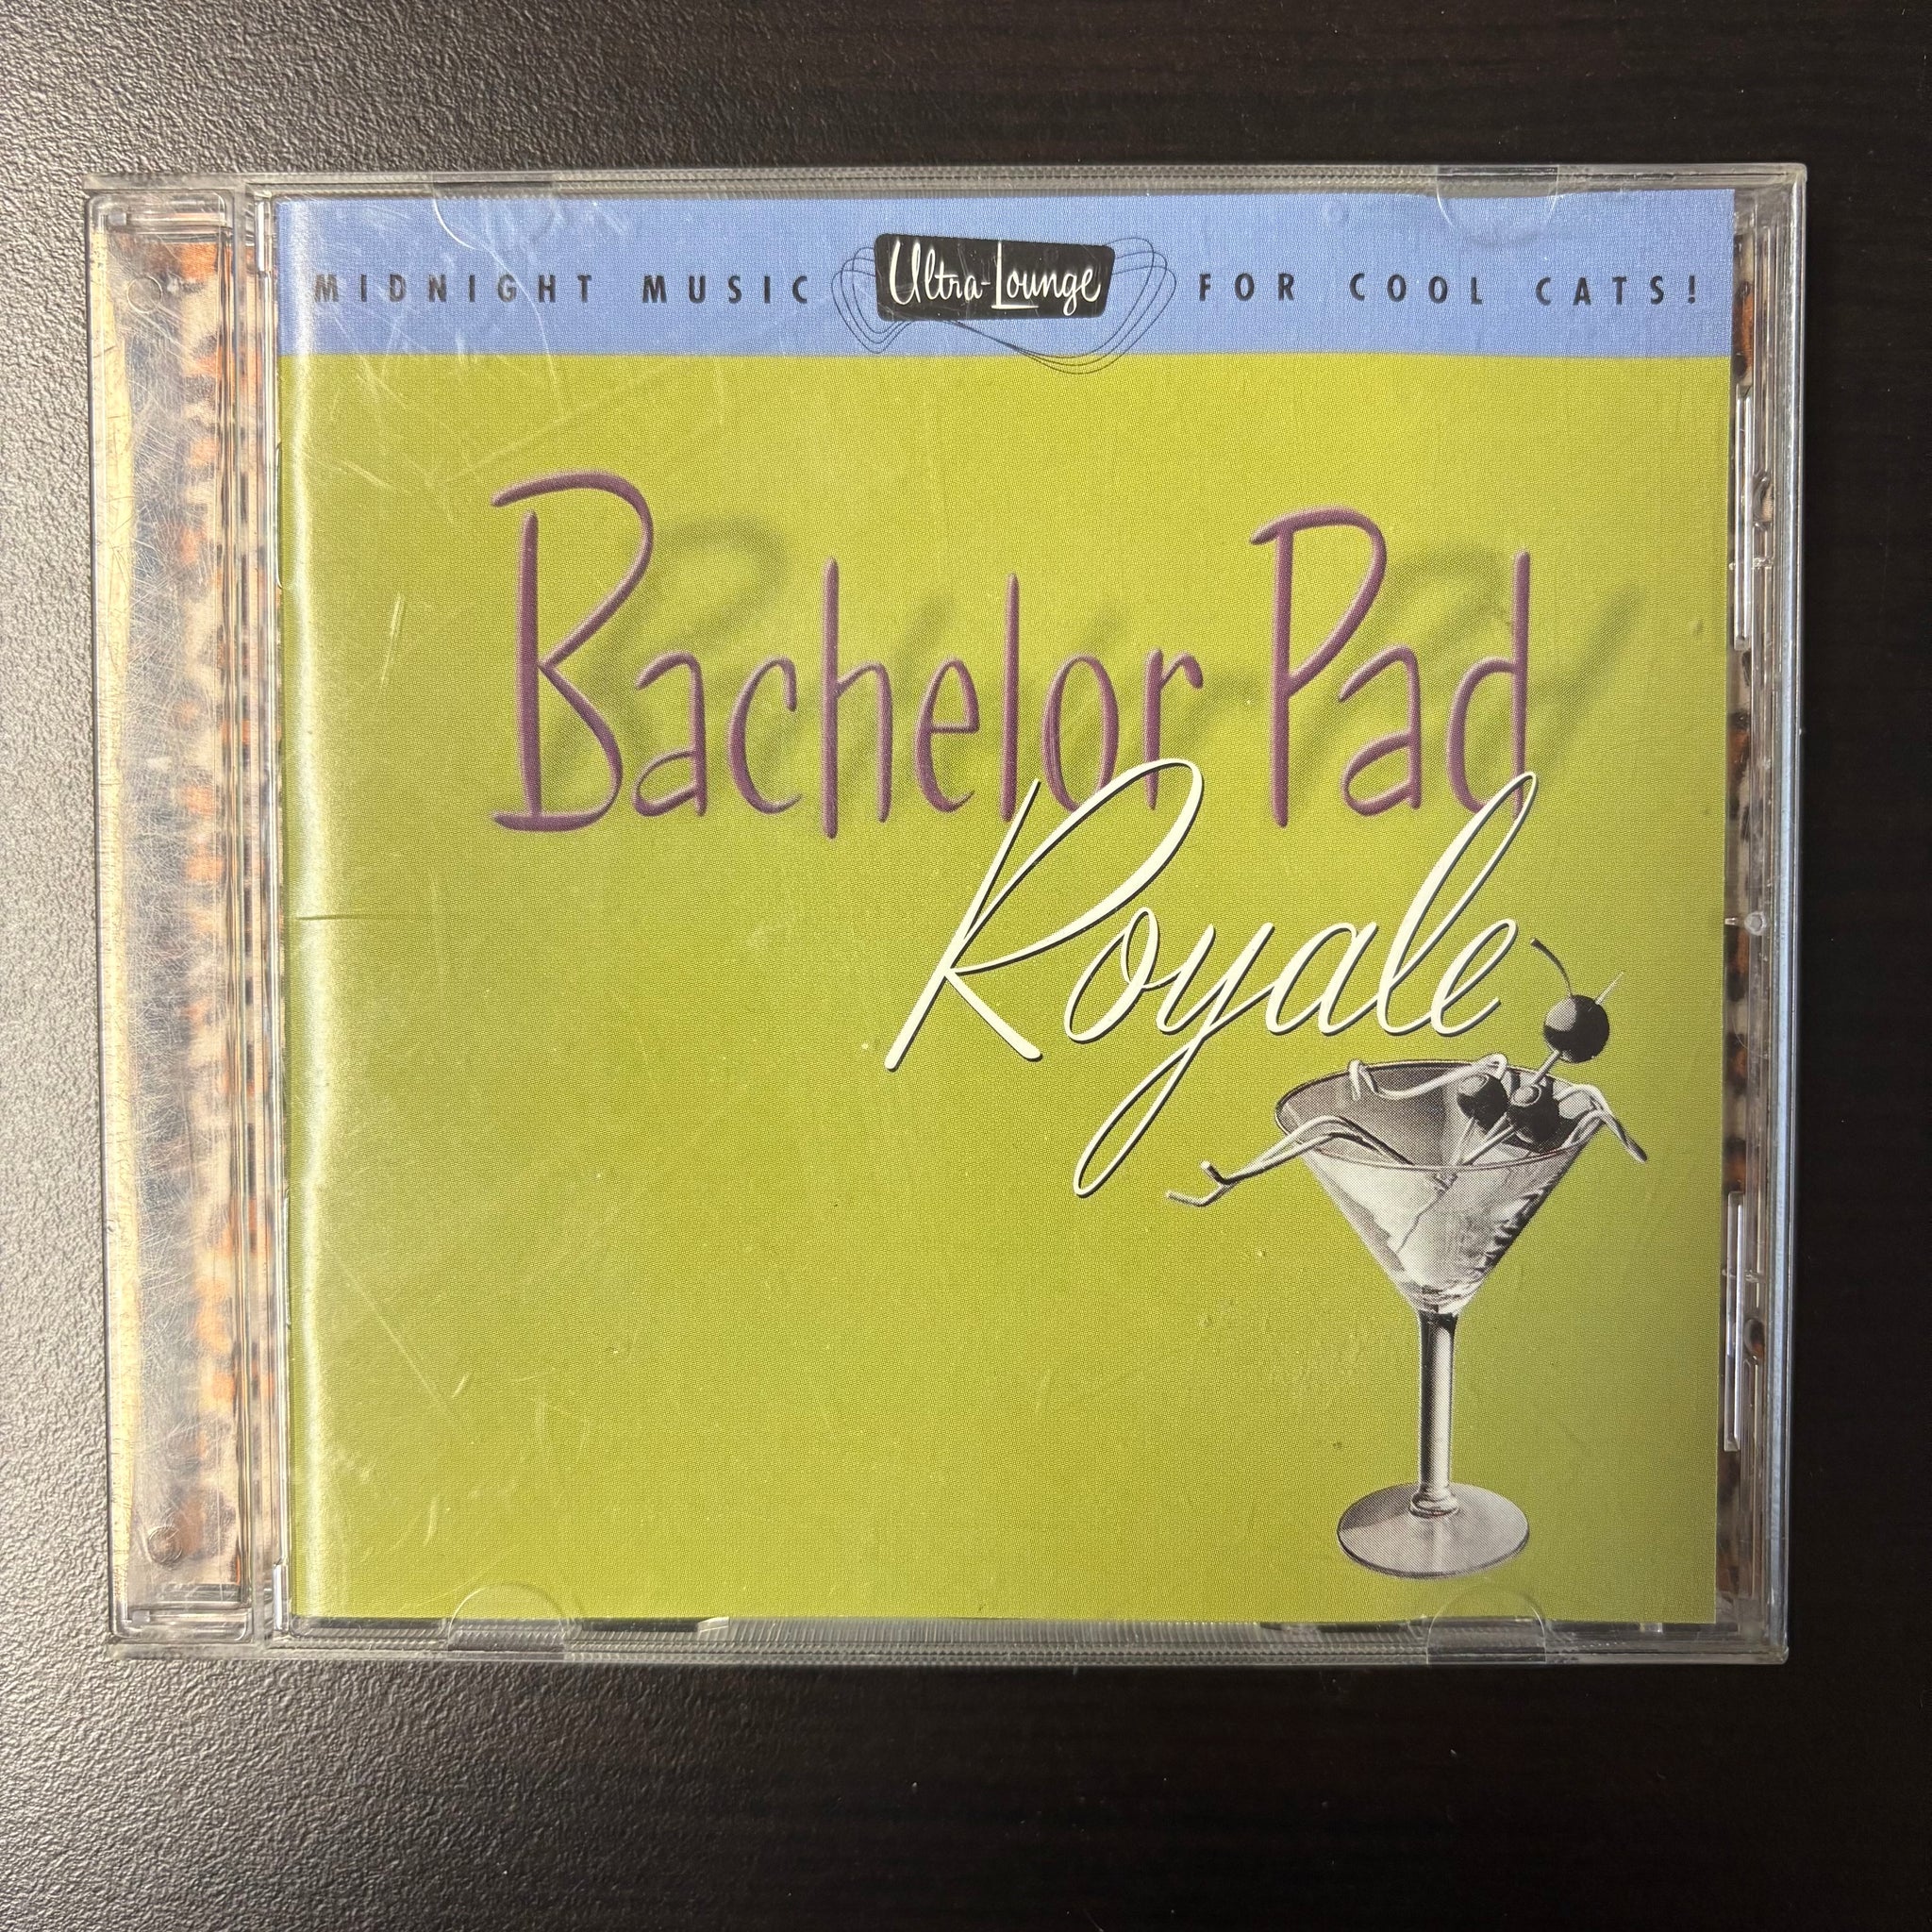 MIDNIGHT MUSIC Ultra-Lounge FOR COOL CATS!
Bachelor Pad
Royale